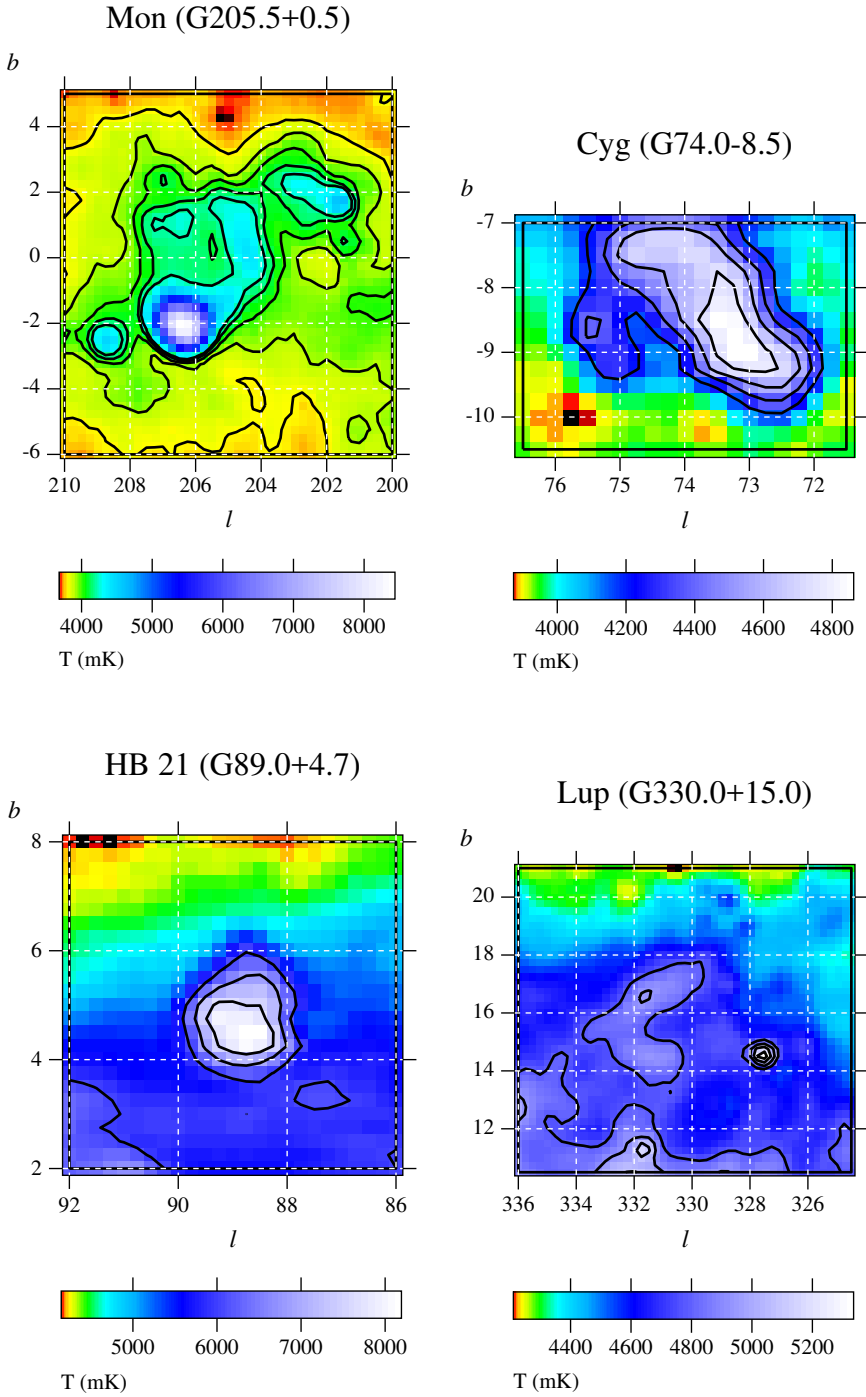 Mon (G205.5+0.5)
b
4
2
0
-2
-4
-6
210 208 206 204 202 200
l
4000 5000 6000 7000 8000
T (mK)
Cyg (G74.0-8.5)
b
-7
-8
-9
-10
76 75 74 73 72
l
4000 4200 4400 4600 4800
T (mK)
HB 21 (G89.0+4.7)
b
8
6
4
2
92 90 88 86
l
5000 6000 7000 8000
T (mK)
Lup (G330.0+15.0)
b
20
18
16
14
12
336 334 332 330 328 326
l
4400 4600 4800 5000 5200
T (mK)